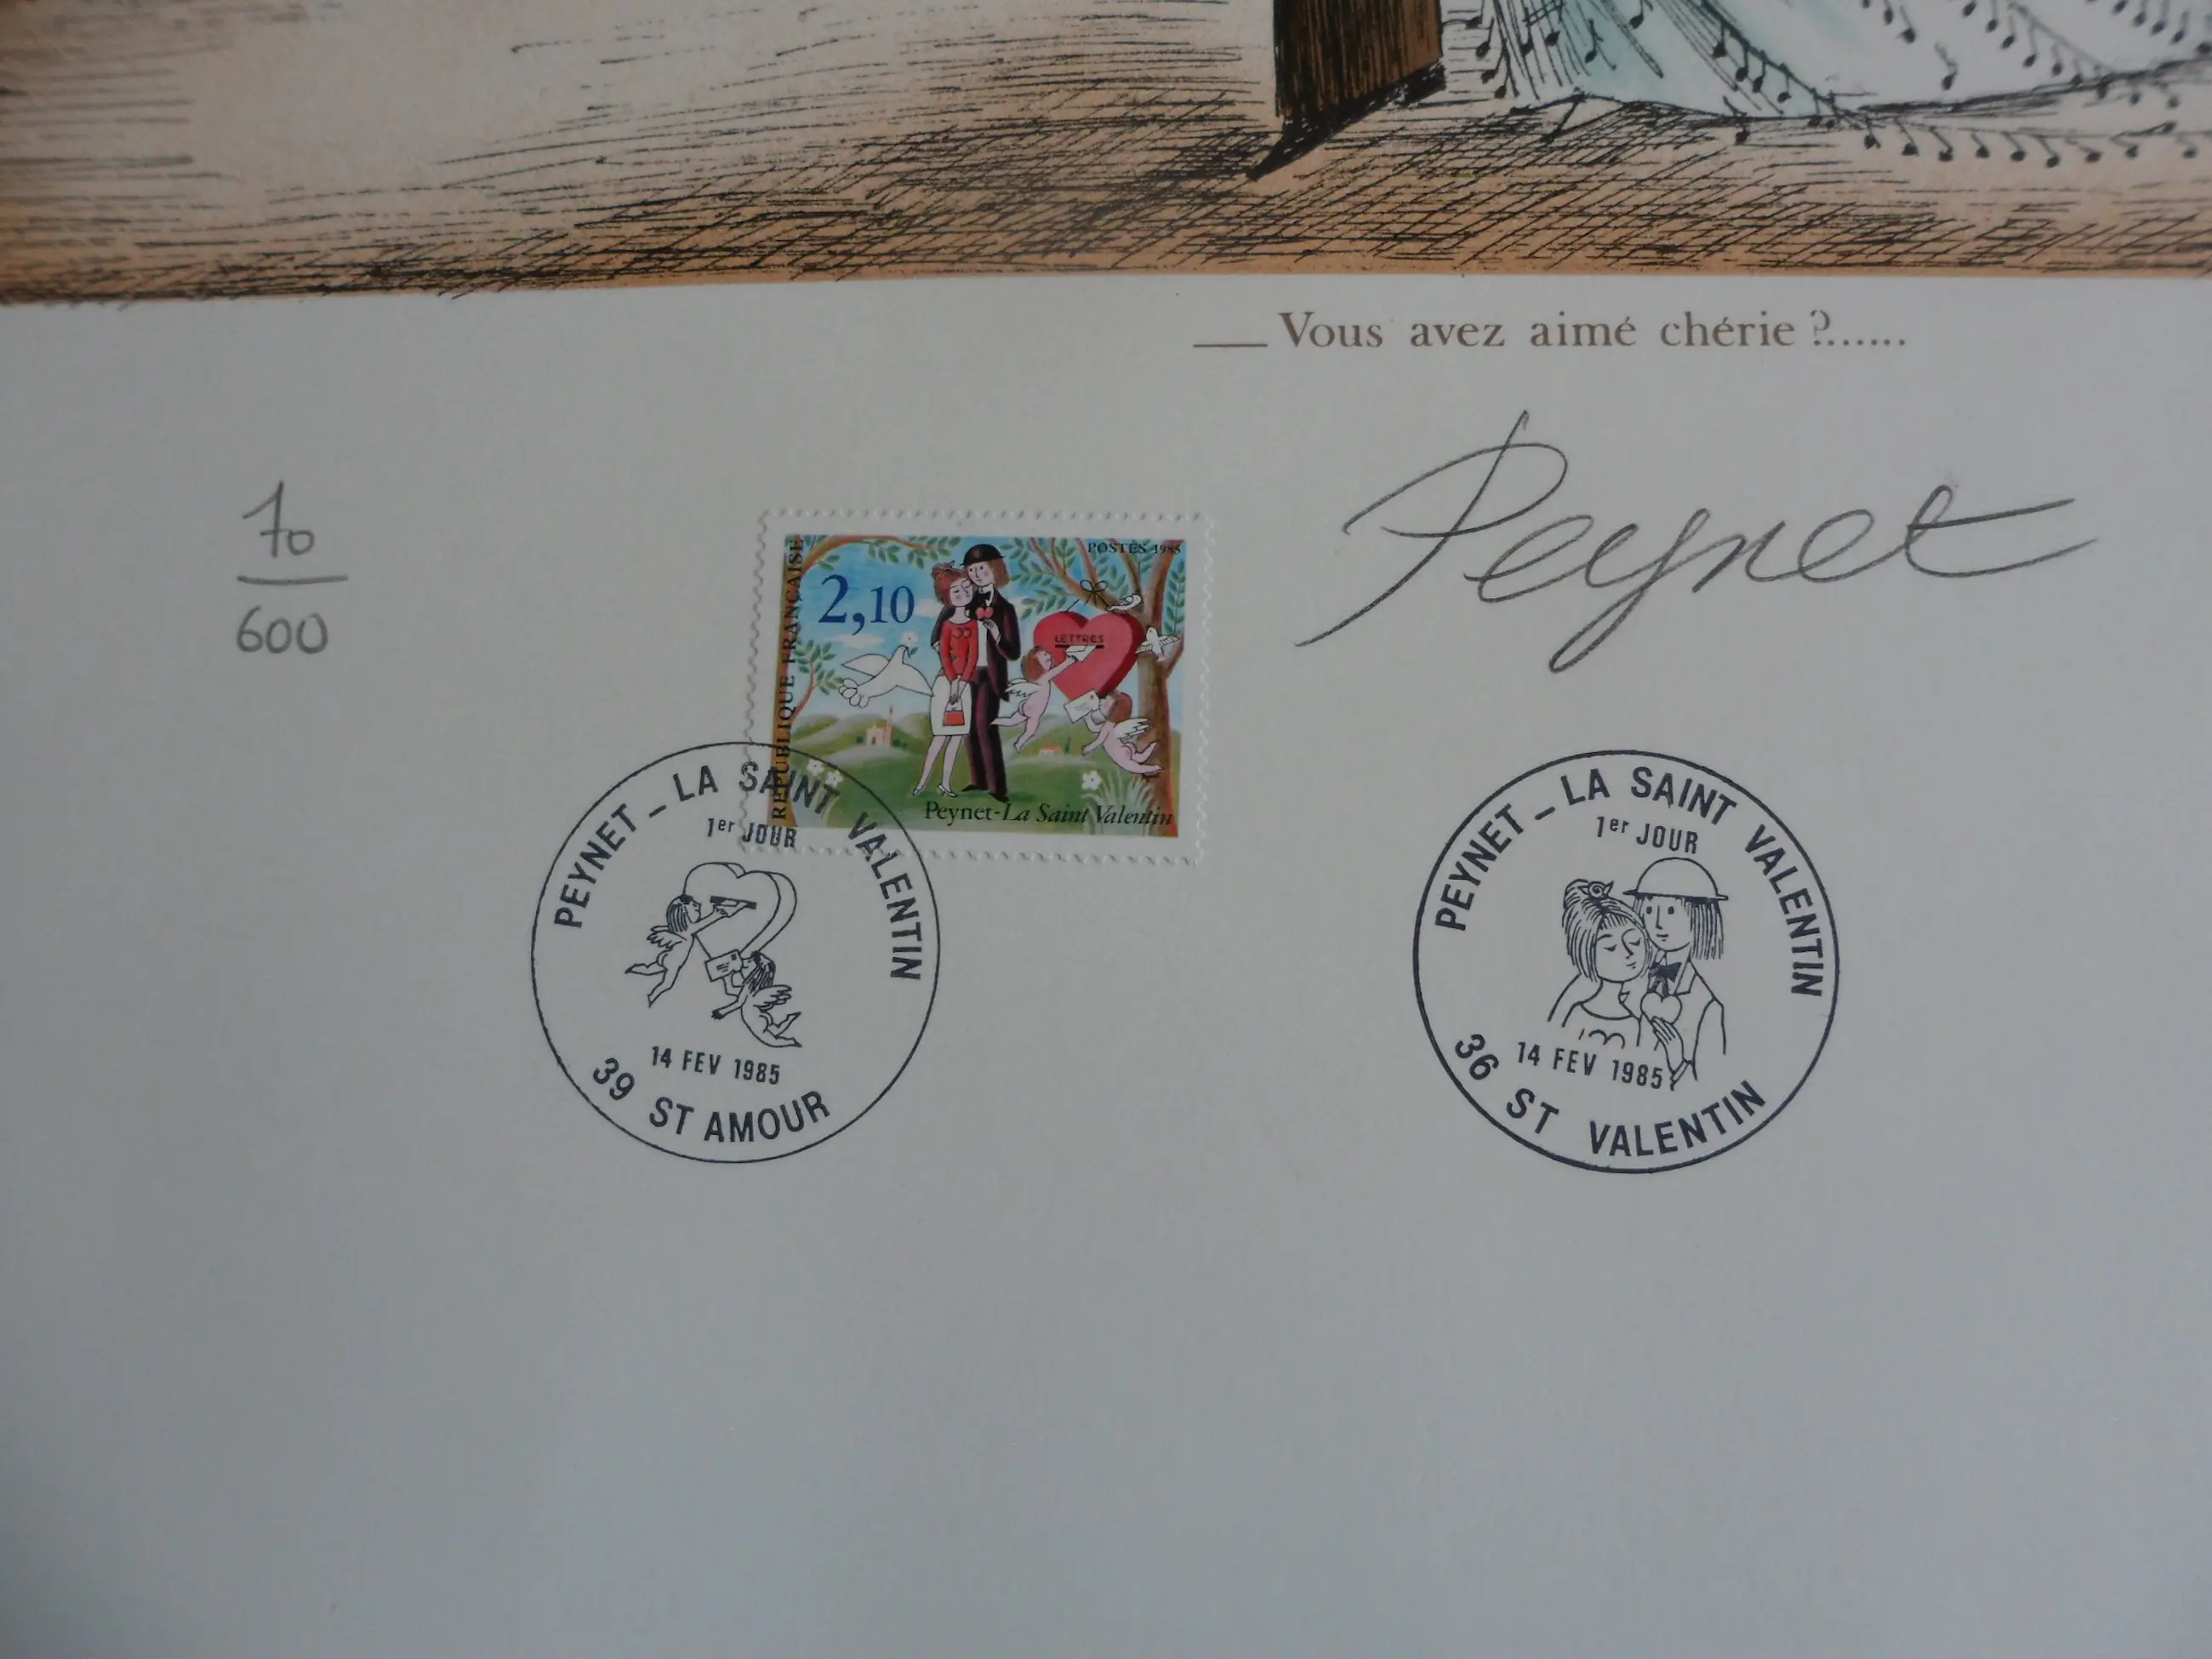 Vous avez aimé chérie ?......
Peynet
70
600
RÉPUBLIQUE FRANÇAISE
POSTES 1985
2,10
LETTRES
Peynet-La Saint Valentin
PEYNET _ LA SAINT VALENTIN
1er JOUR
14 FEV 1985
39 ST AMOUR
PEYNET _ LA SAINT VALENTIN
1er JOUR
14 FEV 1985
36 ST VALENTIN